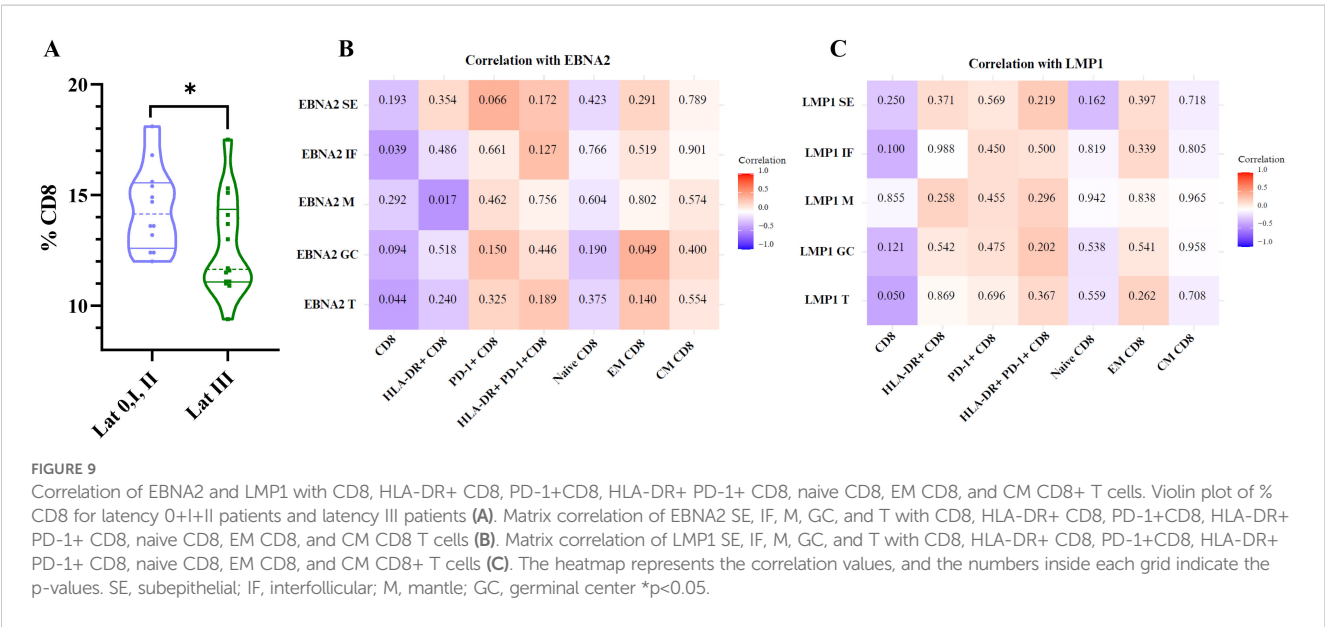 A
% CD8
20
15
10
*
Lat 0,I, II
Lat III
B
Correlation with EBNA2
EBNA2 SE 0.193 0.354 0.066 0.172 0.423 0.291 0.789
EBNA2 IF 0.039 0.486 0.661 0.127 0.766 0.519 0.901
EBNA2 M 0.292 0.017 0.462 0.756 0.604 0.802 0.574
EBNA2 GC 0.094 0.518 0.150 0.446 0.190 0.049 0.400
EBNA2 T 0.044 0.240 0.325 0.189 0.375 0.140 0.554
CD8
HLA-DR+ CD8
PD-1+ CD8
HLA-DR+ PD-1+CD8
Naive CD8
EM CD8
CM CD8
Correlation
1.0
0.5
0.0
-0.5
-1.0
C
Correlation with LMP1
LMP1 SE 0.250 0.371 0.569 0.219 0.162 0.397 0.718
LMP1 IF 0.100 0.988 0.450 0.500 0.819 0.339 0.805
LMP1 M 0.855 0.258 0.455 0.296 0.942 0.838 0.965
LMP1 GC 0.121 0.542 0.475 0.202 0.538 0.541 0.958
LMP1 T 0.050 0.869 0.696 0.367 0.559 0.262 0.708
CD8
HLA-DR+ CD8
PD-1+ CD8
HLA-DR+ PD-1+ CD8
Naive CD8
EM CD8
CM CD8
Correlation
1.0
0.5
0.0
-0.5
-1.0
FIGURE 9
Correlation of EBNA2 and LMP1 with CD8, HLA-DR+ CD8, PD-1+CD8, HLA-DR+ PD-1+ CD8, naive CD8, EM CD8, and CM CD8+ T cells. Violin plot of %
CD8 for latency 0+I+II patients and latency III patients (A). Matrix correlation of EBNA2 SE, IF, M, GC, and T with CD8, HLA-DR+ CD8, PD-1+CD8, HLA-DR+
PD-1+ CD8, naive CD8, EM CD8, and CM CD8 T cells (B). Matrix correlation of LMP1 SE, IF, M, GC, and T with CD8, HLA-DR+ CD8, PD-1+CD8, HLA-DR+
PD-1+ CD8, naive CD8, EM CD8, and CM CD8+ T cells (C). The heatmap represents the correlation values, and the numbers inside each grid indicate the
p-values. SE, subepithelial; IF, interfollicular; M, mantle; GC, germinal center *p<0.05.